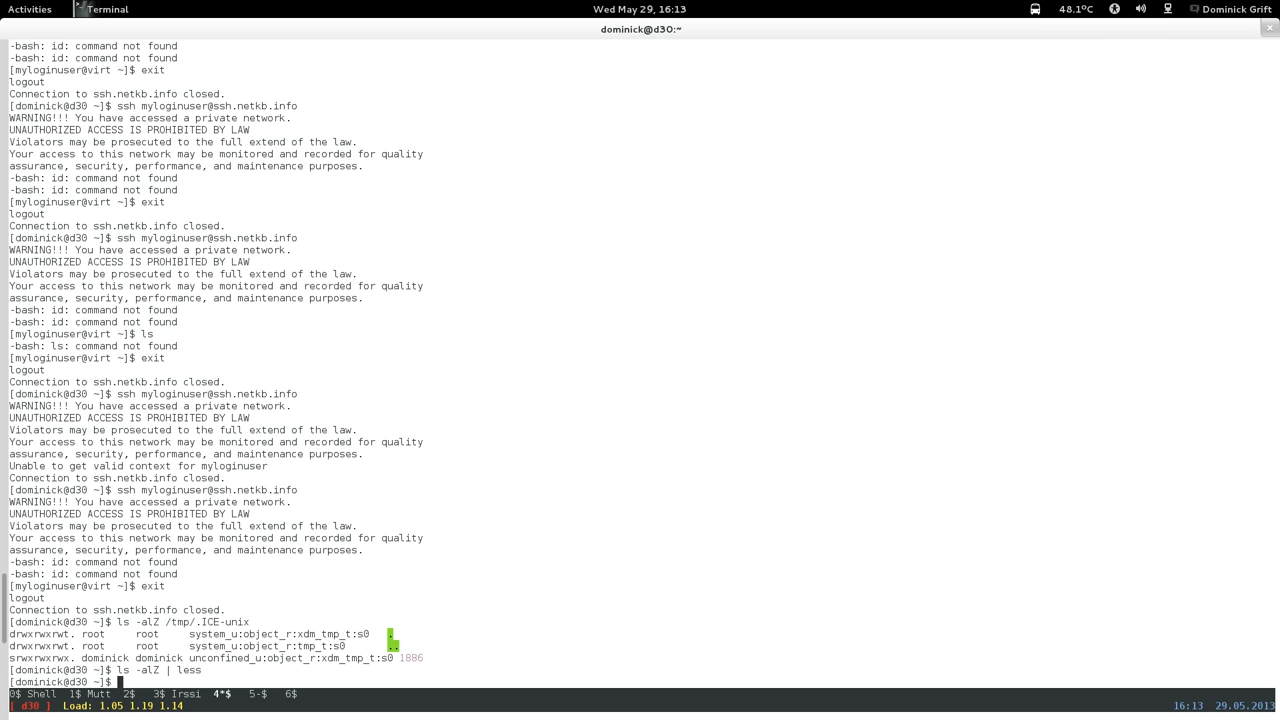 Activities Terminal Wed May 29, 16:13 48.1°C Dominick Grift
dominick@d30:~
-bash: id: command not found
-bash: id: command not found
[myloginuser@virt ~]$ exit
logout
Connection to ssh.netkb.info closed.
[dominick@d30 ~]$ ssh myloginuser@ssh.netkb.info
WARNING!!! You have accessed a private network.
UNAUTHORIZED ACCESS IS PROHIBITED BY LAW
Violators may be prosecuted to the full extend of the law.
Your access to this network may be monitored and recorded for quality
assurance, security, performance, and maintenance purposes.
-bash: id: command not found
-bash: id: command not found
[myloginuser@virt ~]$ exit
logout
Connection to ssh.netkb.info closed.
[dominick@d30 ~]$ ssh myloginuser@ssh.netkb.info
WARNING!!! You have accessed a private network.
UNAUTHORIZED ACCESS IS PROHIBITED BY LAW
Violators may be prosecuted to the full extend of the law.
Your access to this network may be monitored and recorded for quality
assurance, security, performance, and maintenance purposes.
-bash: id: command not found
-bash: id: command not found
[myloginuser@virt ~]$ ls
-bash: ls: command not found
[myloginuser@virt ~]$ exit
logout
Connection to ssh.netkb.info closed.
[dominick@d30 ~]$ ssh myloginuser@ssh.netkb.info
WARNING!!! You have accessed a private network.
UNAUTHORIZED ACCESS IS PROHIBITED BY LAW
Violators may be prosecuted to the full extend of the law.
Your access to this network may be monitored and recorded for quality
assurance, security, performance, and maintenance purposes.
Unable to get valid context for myloginuser
Connection to ssh.netkb.info closed.
[dominick@d30 ~]$ ssh myloginuser@ssh.netkb.info
WARNING!!! You have accessed a private network.
UNAUTHORIZED ACCESS IS PROHIBITED BY LAW
Violators may be prosecuted to the full extend of the law.
Your access to this network may be monitored and recorded for quality
assurance, security, performance, and maintenance purposes.
-bash: id: command not found
-bash: id: command not found
[myloginuser@virt ~]$ exit
logout
Connection to ssh.netkb.info closed.
[dominick@d30 ~]$ ls -alZ /tmp/.ICE-unix
drwxrwxrwt. root root system_u:object_r:xdm_tmp_t:s0 .
drwxrwxrwt. root root system_u:object_r:tmp_t:s0 ..
srwxrwxrwx. dominick dominick unconfined_u:object_r:xdm_tmp_t:s0 1886
[dominick@d30 ~]$ ls -alZ | less
[dominick@d30 ~]$
0$ Shell 1$ Mutt 2$ 3$ Irssi 4*$ 5-$ 6$
[ d30 ] Load: 1.05 1.19 1.14 16:13 29.05.2013